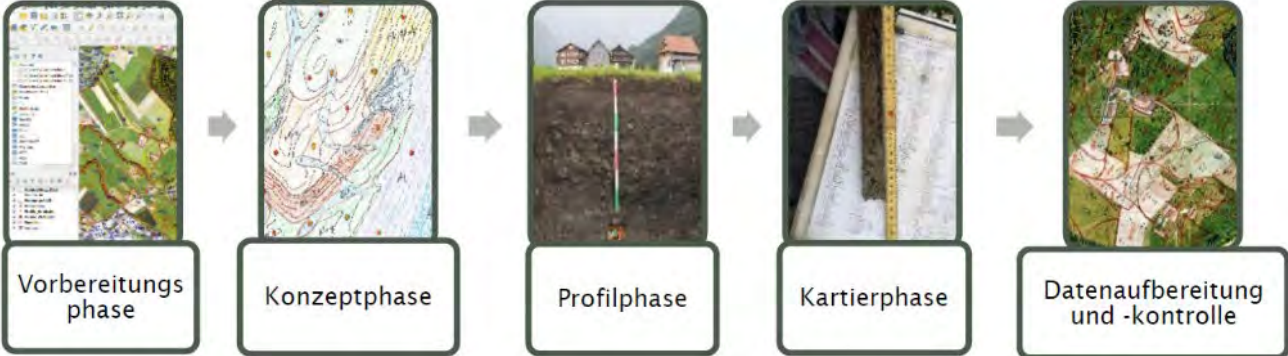 Vorbereitungs
phase
Konzeptphase
Profilphase
Kartierphase
Datenaufbereitung
und -kontrolle